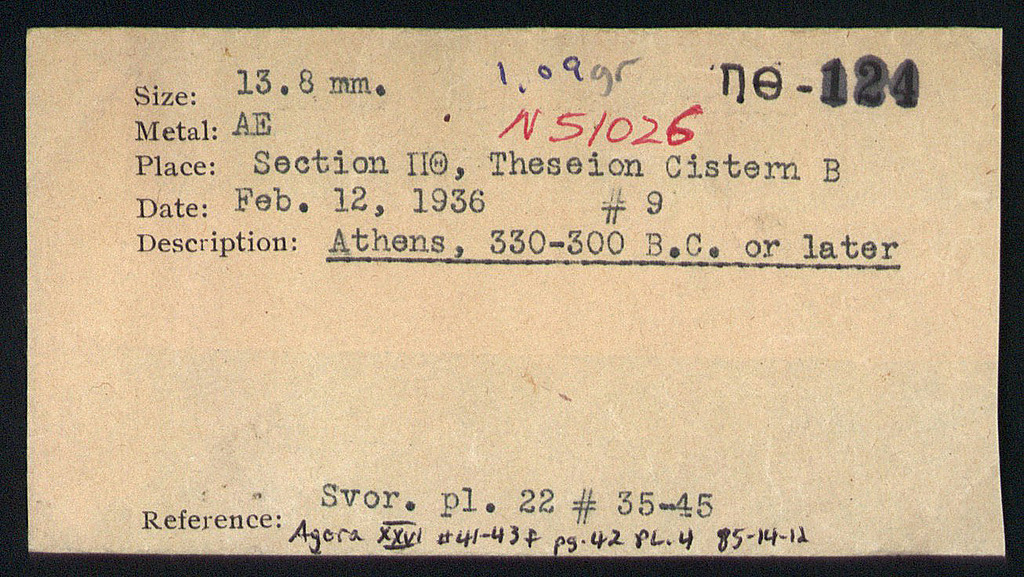 Size: 13.8 mm. 1.09gr ΠΘ-124
Metal: AE N 51026
Place: Section ΠΘ, Theseion Cistern B
Date: Feb. 12, 1936 # 9
Description: Athens, 330-300 B.C. or later
Svor. pl. 22 # 35-45
Reference: Agora XXVI #41-43f pg.42 PL.4 85-14-12